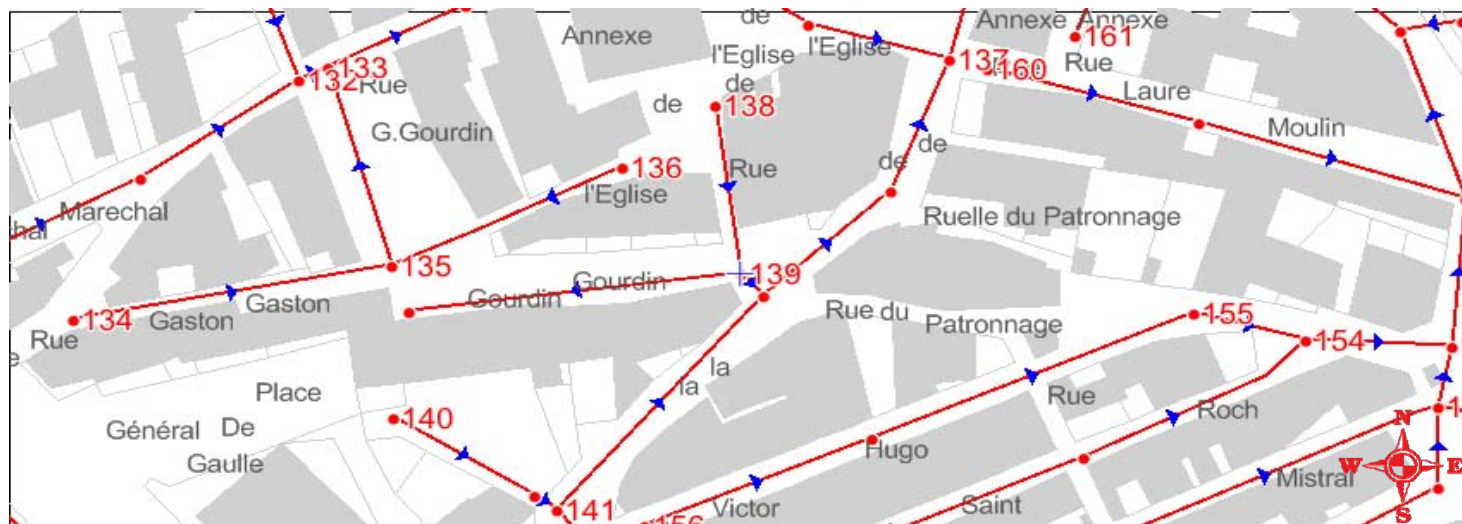 de
Annexe Annexe
Annexe
l'Eglise
l'Eglise
137
160
161
Rue
133
132
Rue
de
de
138
Laure
Moulin
G.Gourdin
de
de
136
Rue
l'Eglise
Marechal
Ruelle du Patronnage
135
139
Gourdin
Gourdin
Gaston
Gaston
134
Rue
Rue du Patronnage
155
154
la
la
Place
Rue
Roch
140
Général De
Gaulle
Hugo
N
W
E
S
Mistral
141
Victor
Saint
156